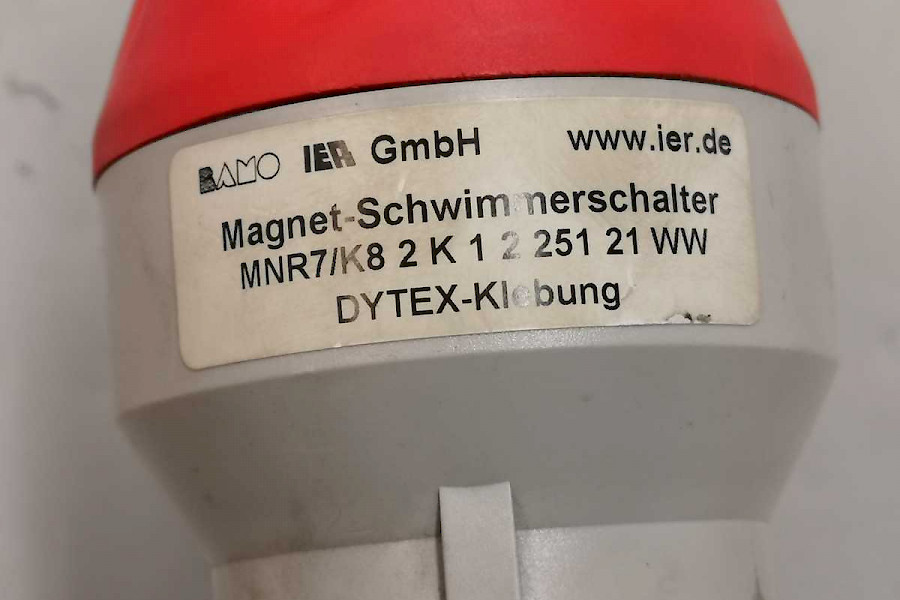 BAMO IER GmbH www.ier.de
Magnet-Schwimmerschalter
MNR7/K8 2 K 1 2 251 21 WW
DYTEX-Klebung